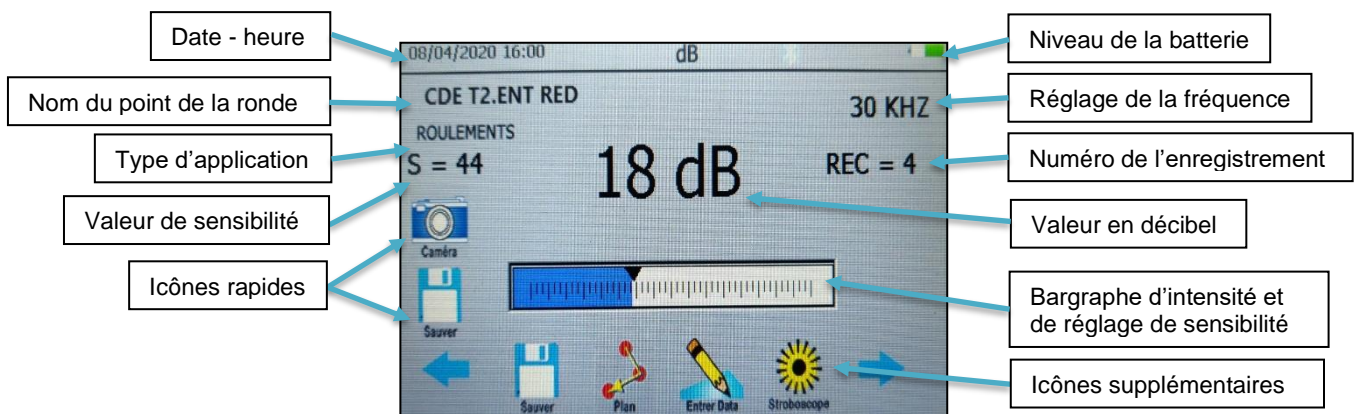 Date - heure
Nom du point de la ronde
Type d'application
Valeur de sensibilité
Icônes rapides
08/04/2020 16:00
dB
CDE T2.ENT RED
30 KHZ
ROULEMENTS
S = 44
18 dB
REC = 4
Caméra
Sauver
Sauver
Plan
Entrer Data
Stroboscope
Niveau de la batterie
Réglage de la fréquence
Numéro de l'enregistrement
Valeur en décibel
Bargraphe d'intensité et
de réglage de sensibilité
Icônes supplémentaires